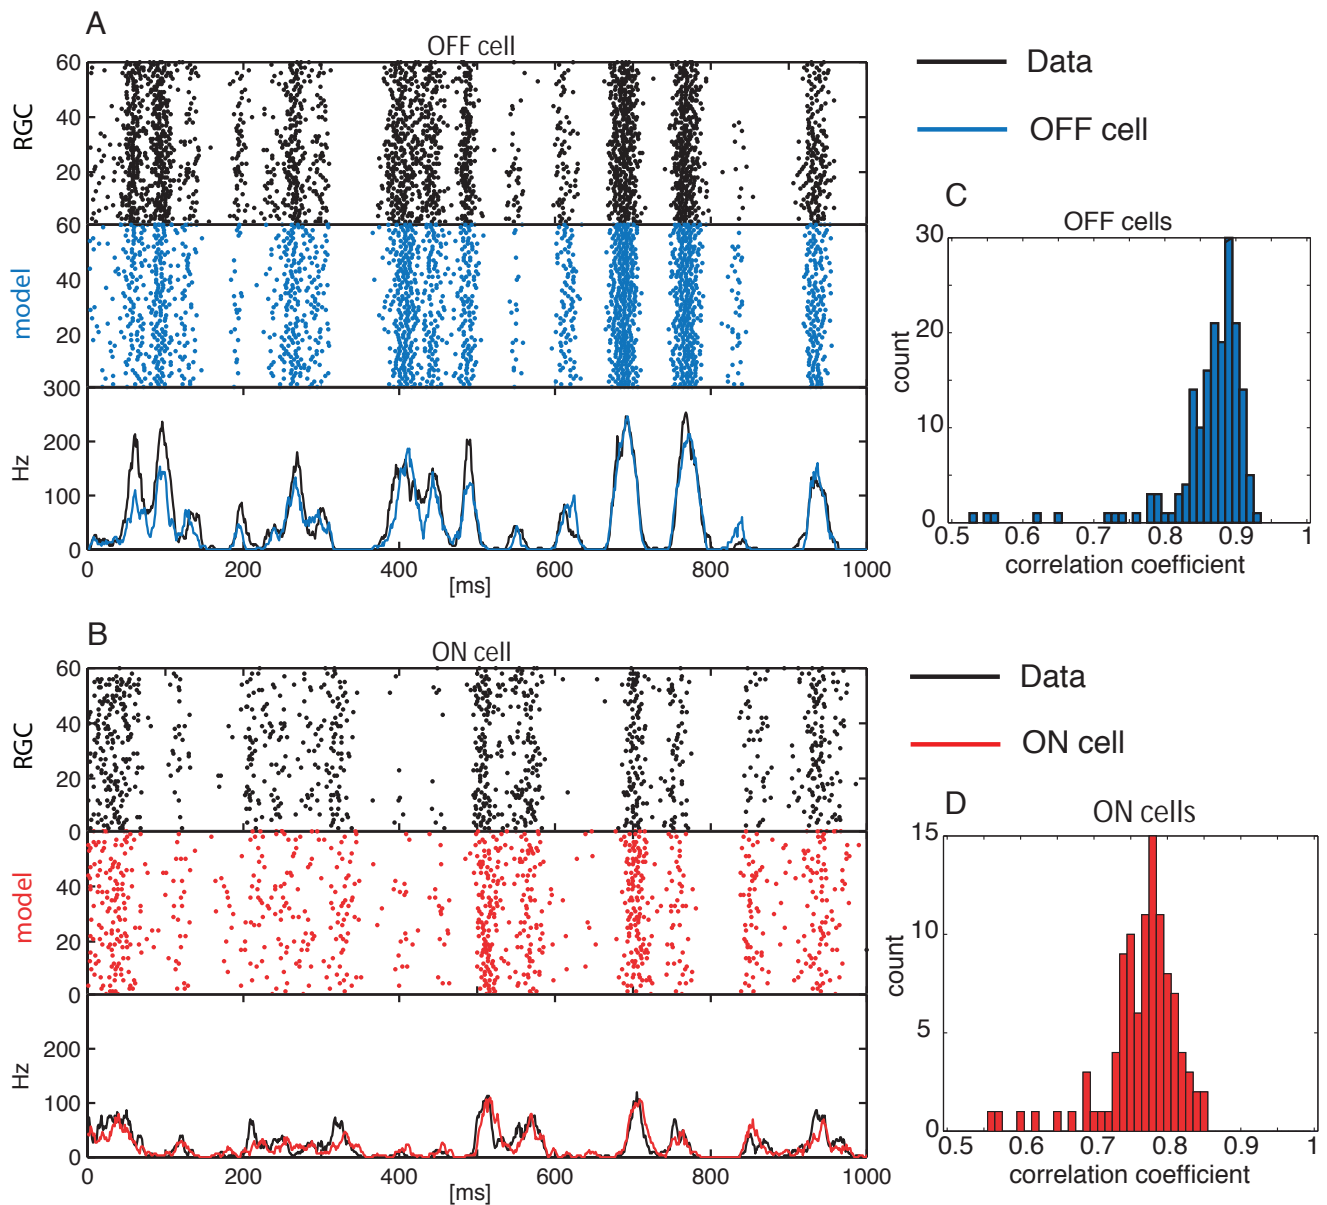 A
OFF cell
60
40
20
RGC
60
40
20
model
300
200
100
0
Hz
0 200 400 600 800 1000
[ms]
Data
OFF cell
C
OFF cells
30
20
10
0
count
0.5 0.6 0.7 0.8 0.9 1
correlation coefficient
B
ON cell
60
40
20
0
RGC
40
20
0
model
200
100
0
Hz
0 200 400 600 800 1000
[ms]
Data
ON cell
D
ON cells
15
10
5
0
count
0.5 0.6 0.7 0.8 0.9 1
correlation coefficient